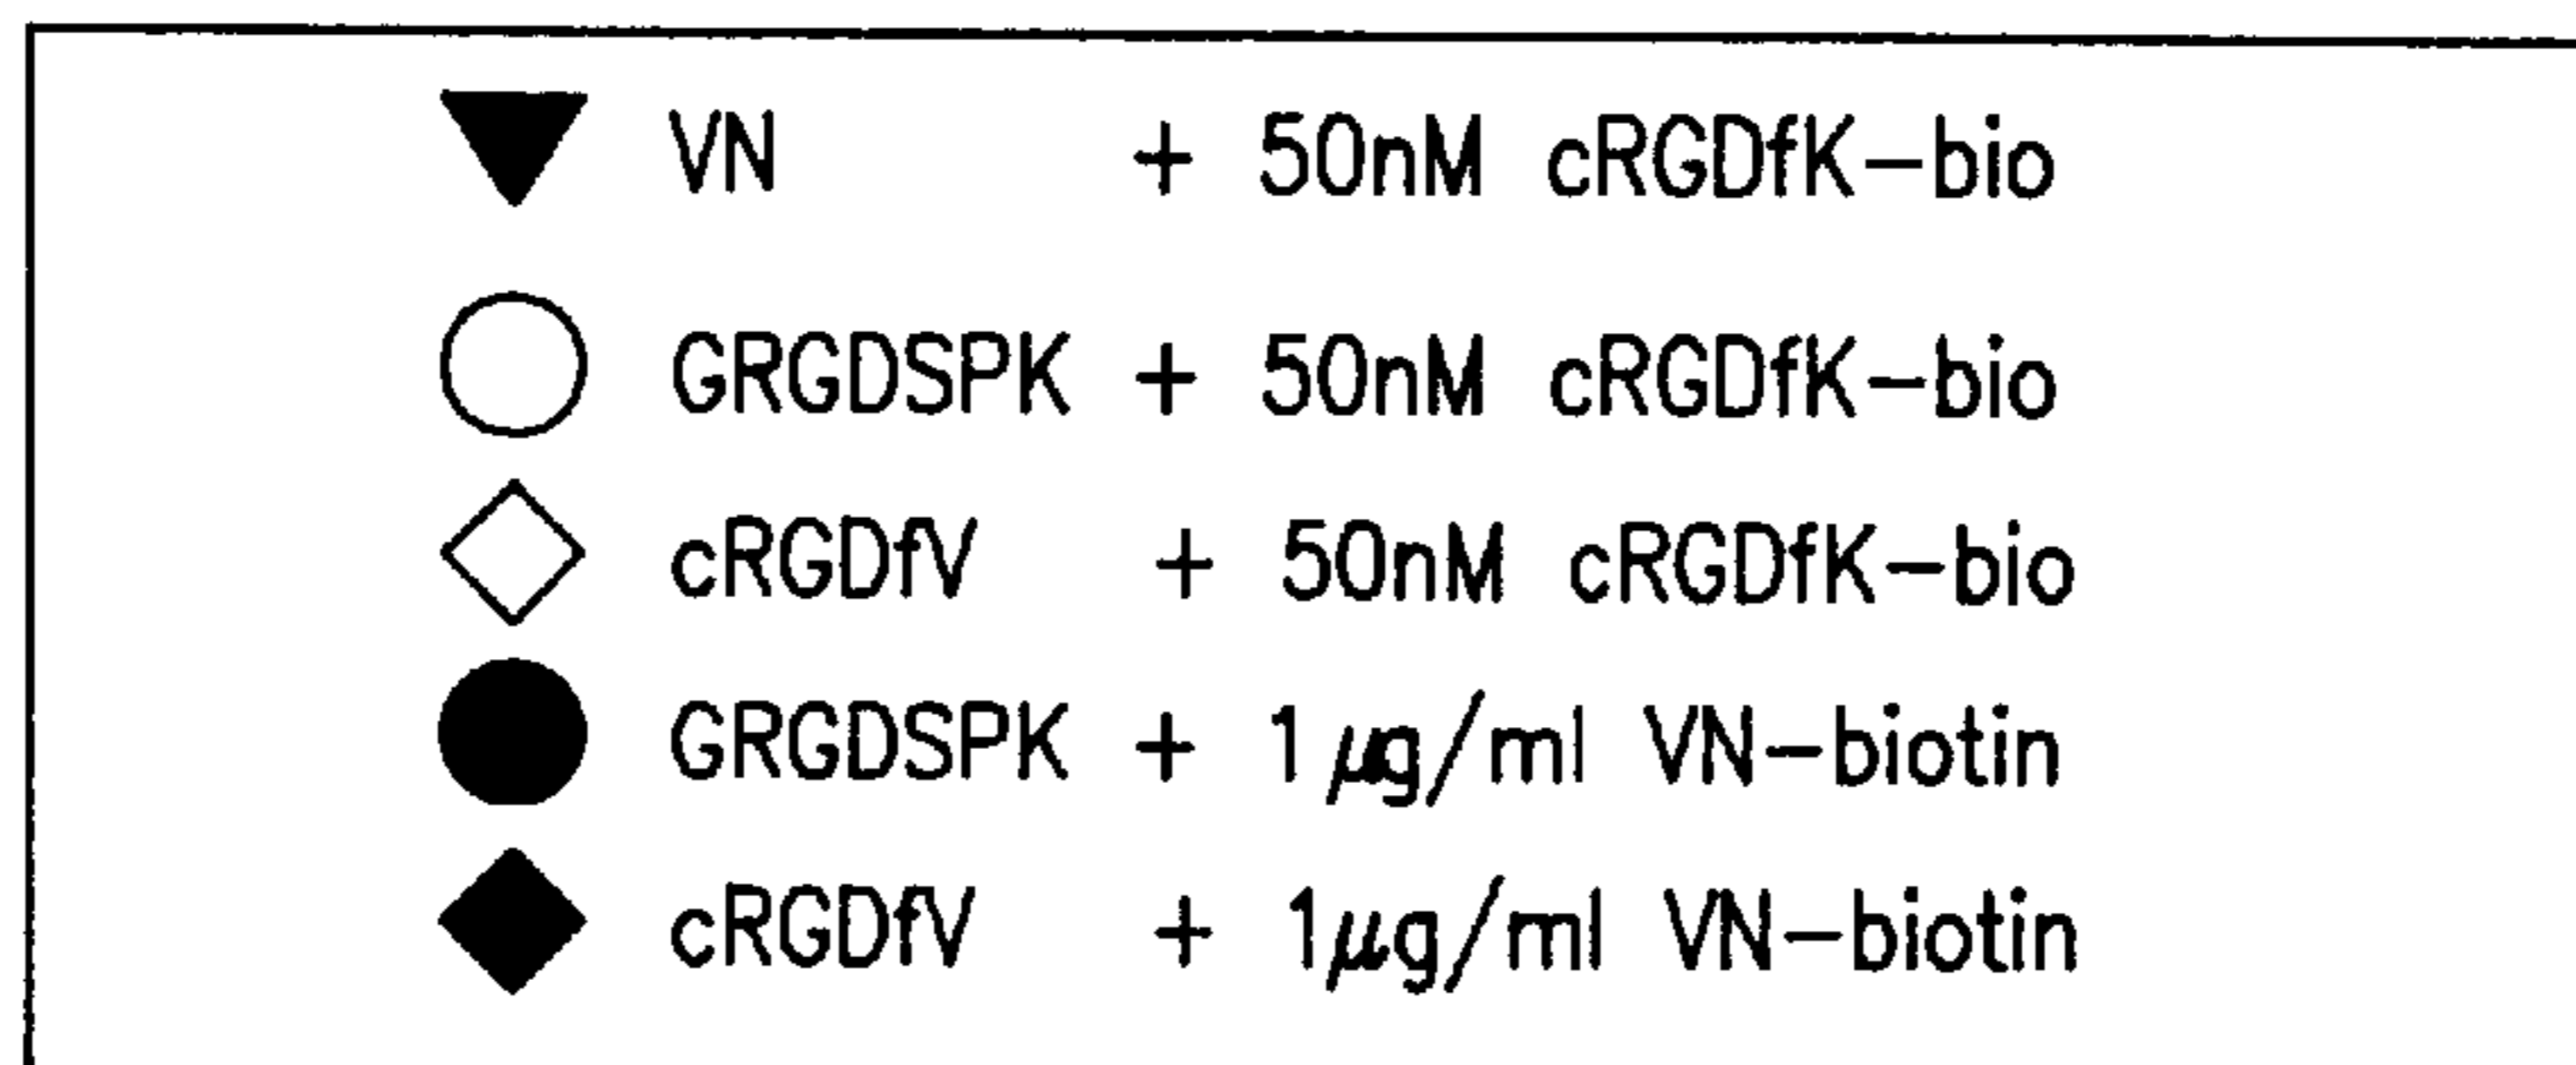 VN + 50nM cRGDfK-bio
GRGDSPK + 50nM cRGDfK-bio
cRGDfV + 50nM cRGDfK-bio
GRGDSPK + 1μg/ml VN-biotin
cRGDfV + 1μg/ml VN-biotin